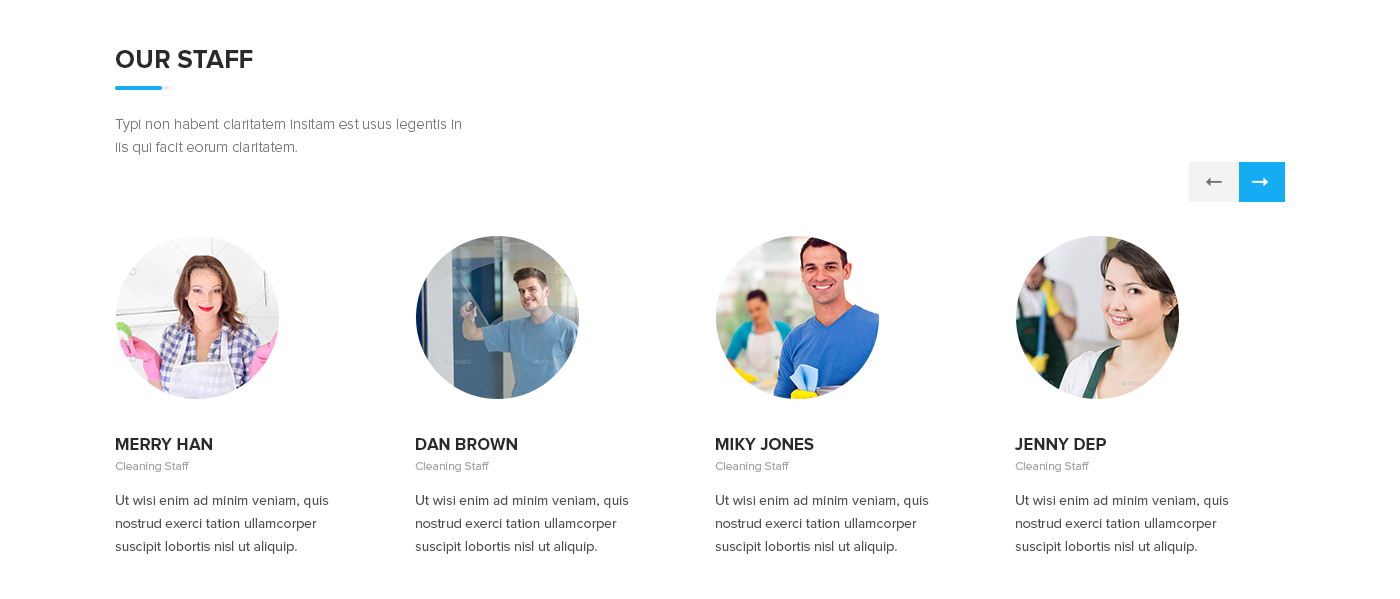 OUR STAFF
Typi non habent claritatem insitam est usus legentis in
iis qui facit eorum claritatem.
MERRY HAN
Cleaning Staff
Ut wisi enim ad minim veniam, quis
nostrud exerci tation ullamcorper
suscipit lobortis nisl ut aliquip.
DAN BROWN
Cleaning Staff
Ut wisi enim ad minim veniam, quis
nostrud exerci tation ullamcorper
suscipit lobortis nisl ut aliquip.
MIKY JONES
Cleaning Staff
Ut wisi enim ad minim veniam, quis
nostrud exerci tation ullamcorper
suscipit lobortis nisl ut aliquip.
JENNY DEP
Cleaning Staff
Ut wisi enim ad minim veniam, quis
nostrud exerci tation ullamcorper
suscipit lobortis nisl ut aliquip.